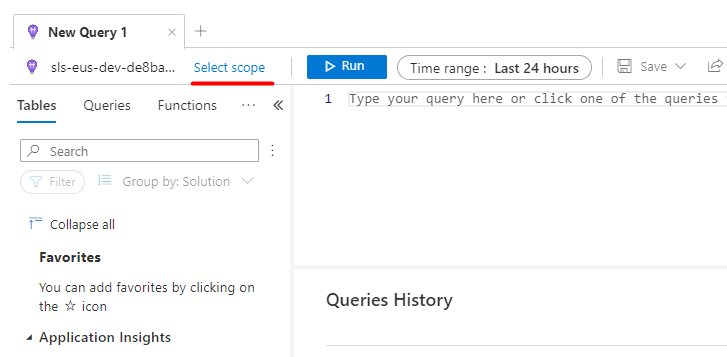 New Query 1
sls-eus-dev-de8ba... Select scope Run Time range : Last 24 hours Save
Tables Queries Functions ...
1 Type your query here or click one of the queries
Search
Filter Group by: Solution
Collapse all
Favorites
You can add favorites by clicking on
the ☆ icon
Application Insights
Queries History